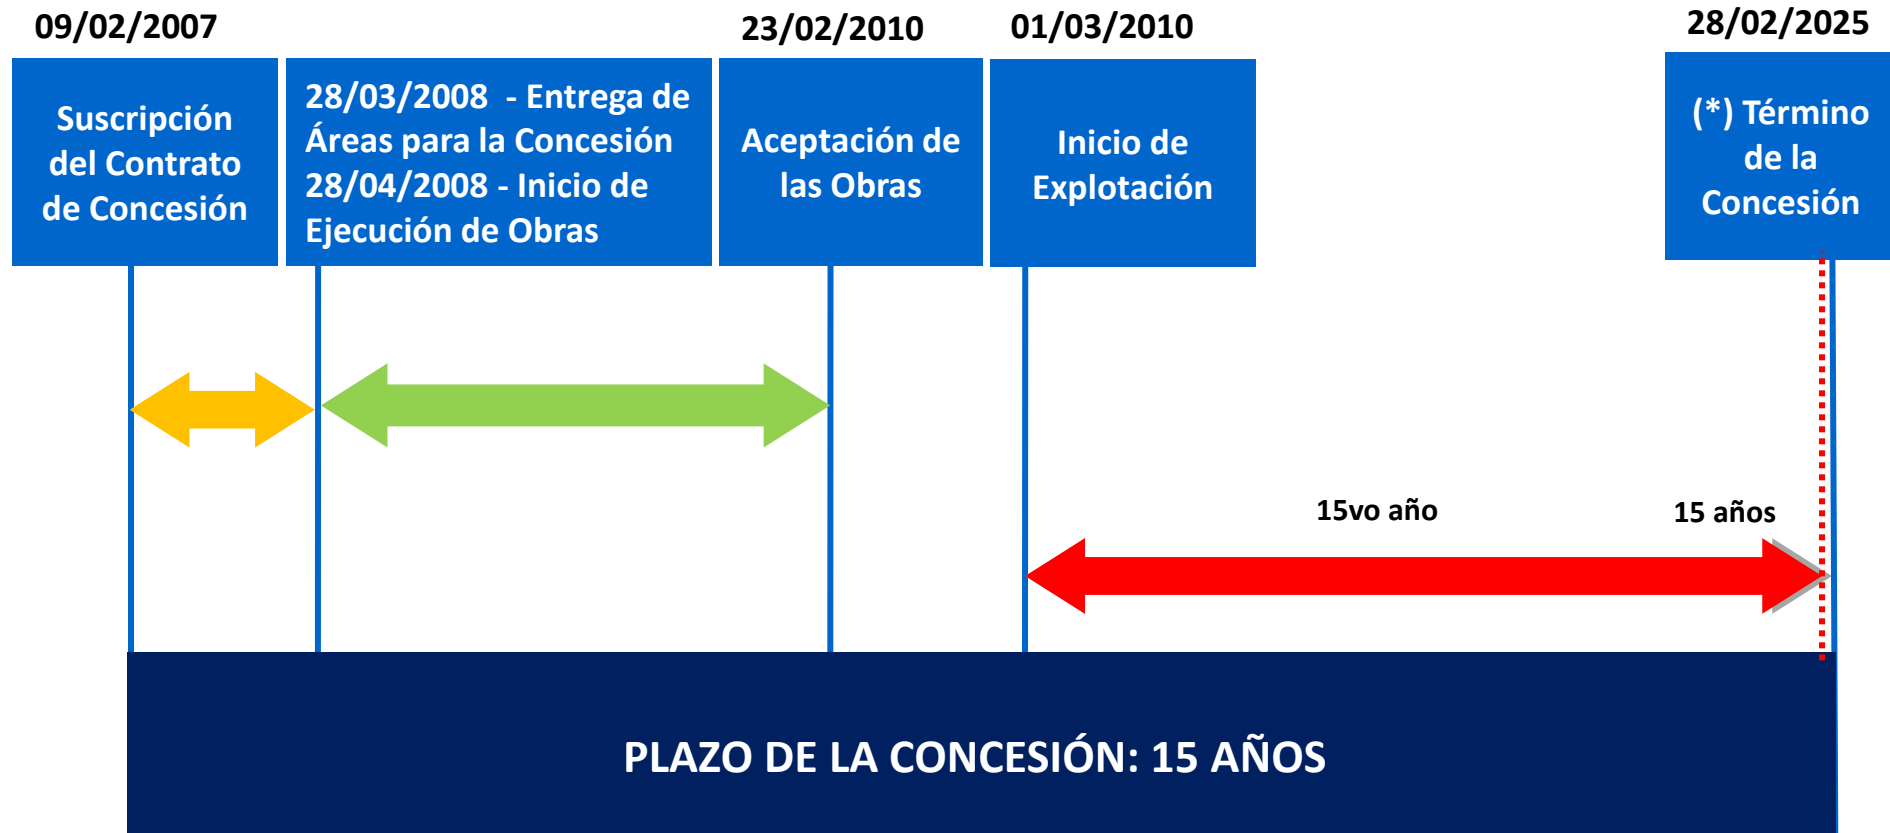 09/02/2007
23/02/2010
01/03/2010
28/02/2025
Suscripción
del Contrato
de Concesión
28/03/2008 - Entrega de
Áreas para la Concesión
28/04/2008 - Inicio de
Ejecución de Obras
Aceptación de
las Obras
Inicio de
Explotación
(*) Término
de la
Concesión
15vo año
15 años
PLAZO DE LA CONCESIÓN: 15 AÑOS